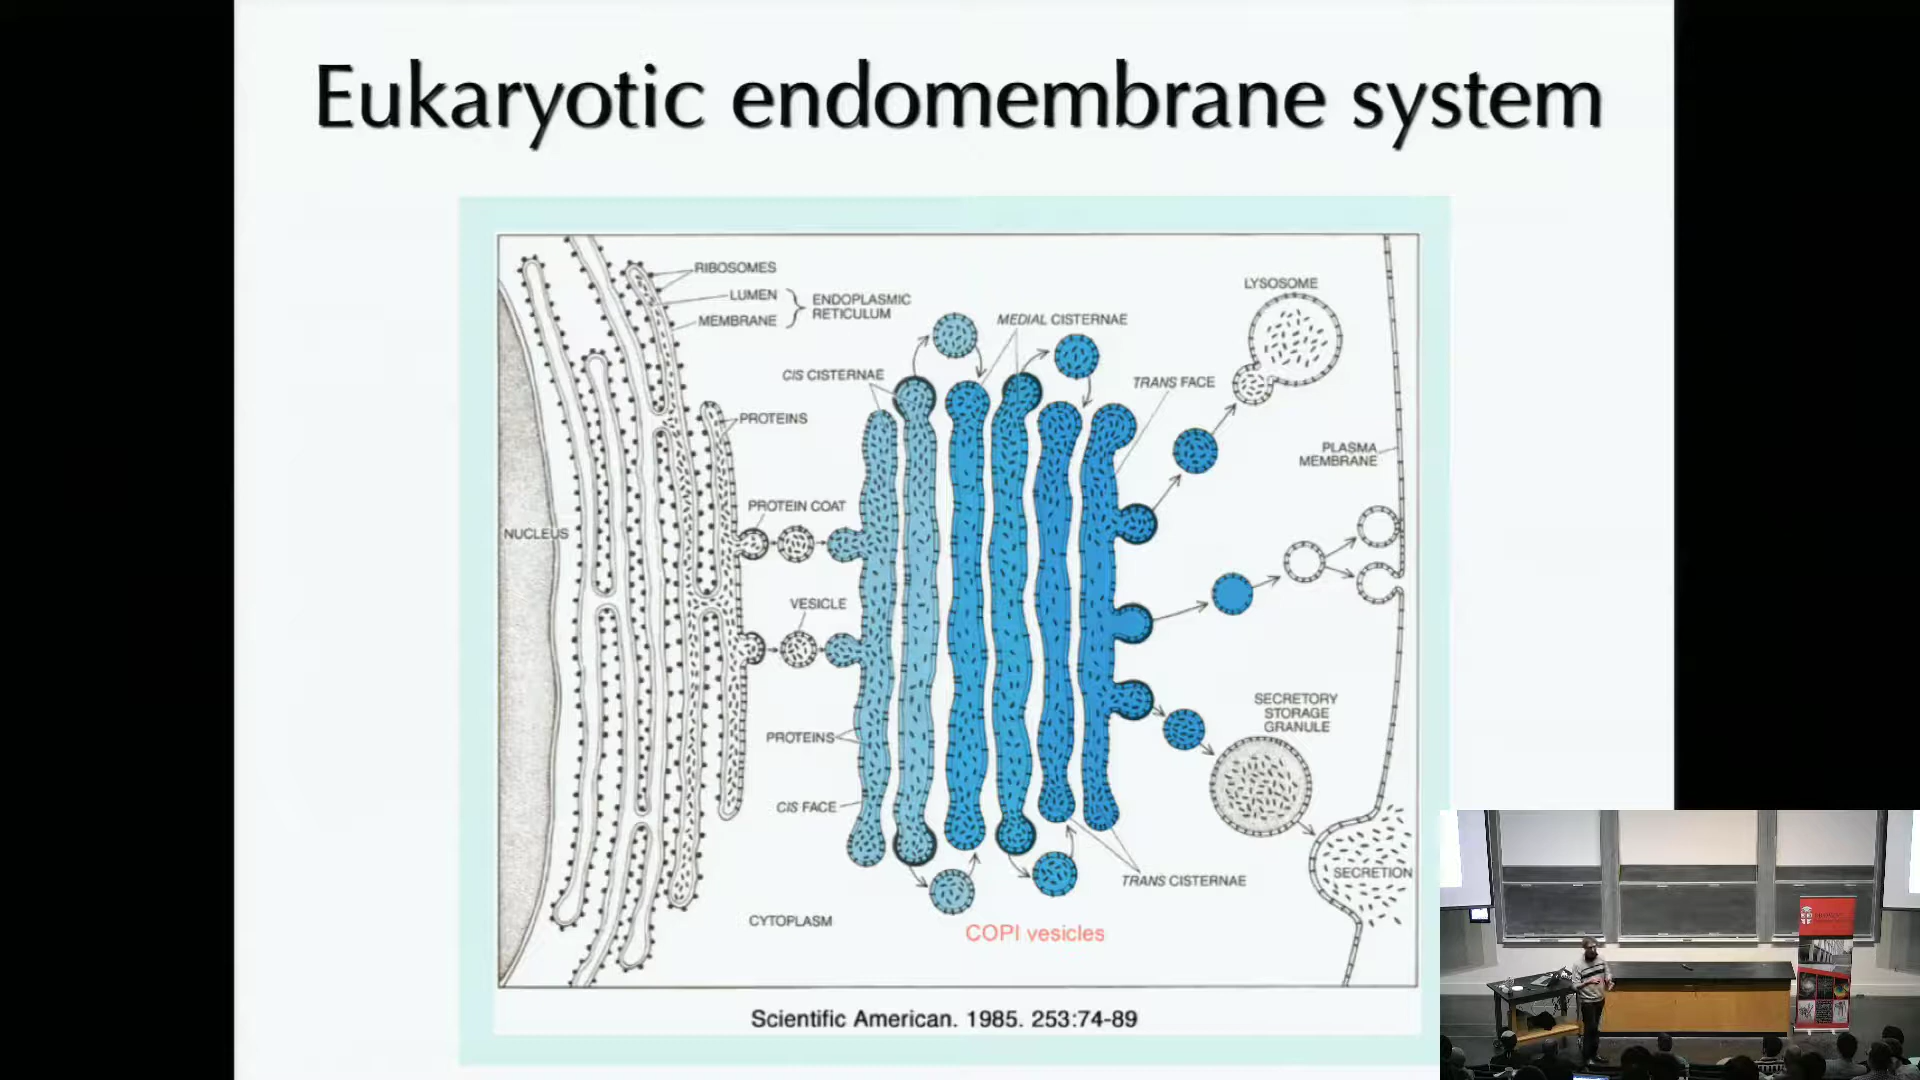 Eukaryotic endomembrane system
RIBOSOMES
LUMEN
MEMBRANE
ENDOPLASMIC
RETICULUM
LYSOSOME
MEDIAL CISTERNAE
CIS CISTERNAE
TRANS FACE
PROTEINS
PLASMA
MEMBRANE
PROTEIN COAT
NUCLEUS
VESICLE
SECRETORY
STORAGE
GRANULE
PROTEINS
CIS FACE
TRANS CISTERNAE
SECRETION
CYTOPLASM
COPI vesicles
Scientific American. 1985. 253:74-89